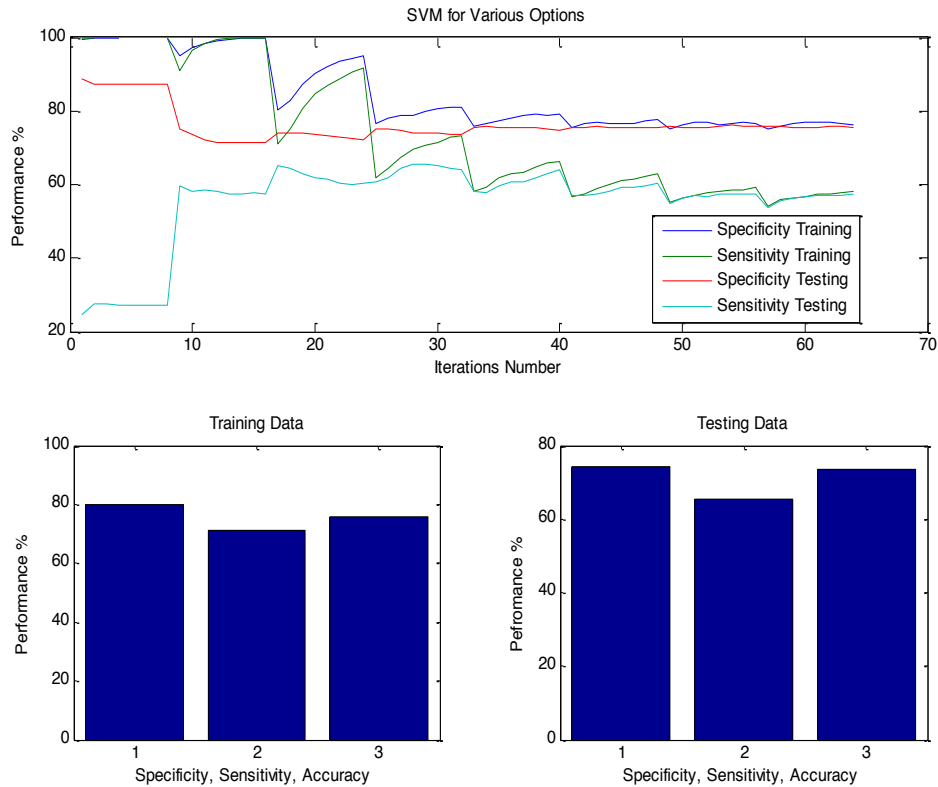 SVM for Various Options
100
80
60
40
20
Performance %
0 10 20 30 40 50 60 70
Iterations Number
Specificity Training
Sensitivity Training
Specificity Testing
Sensitivity Testing
Training Data
100
80
60
40
20
0
Performance %
1 2 3
Specificity, Sensitivity, Accuracy
Testing Data
80
60
40
20
0
Pefromance %
1 2 3
Specificity, Sensitivity, Accuracy